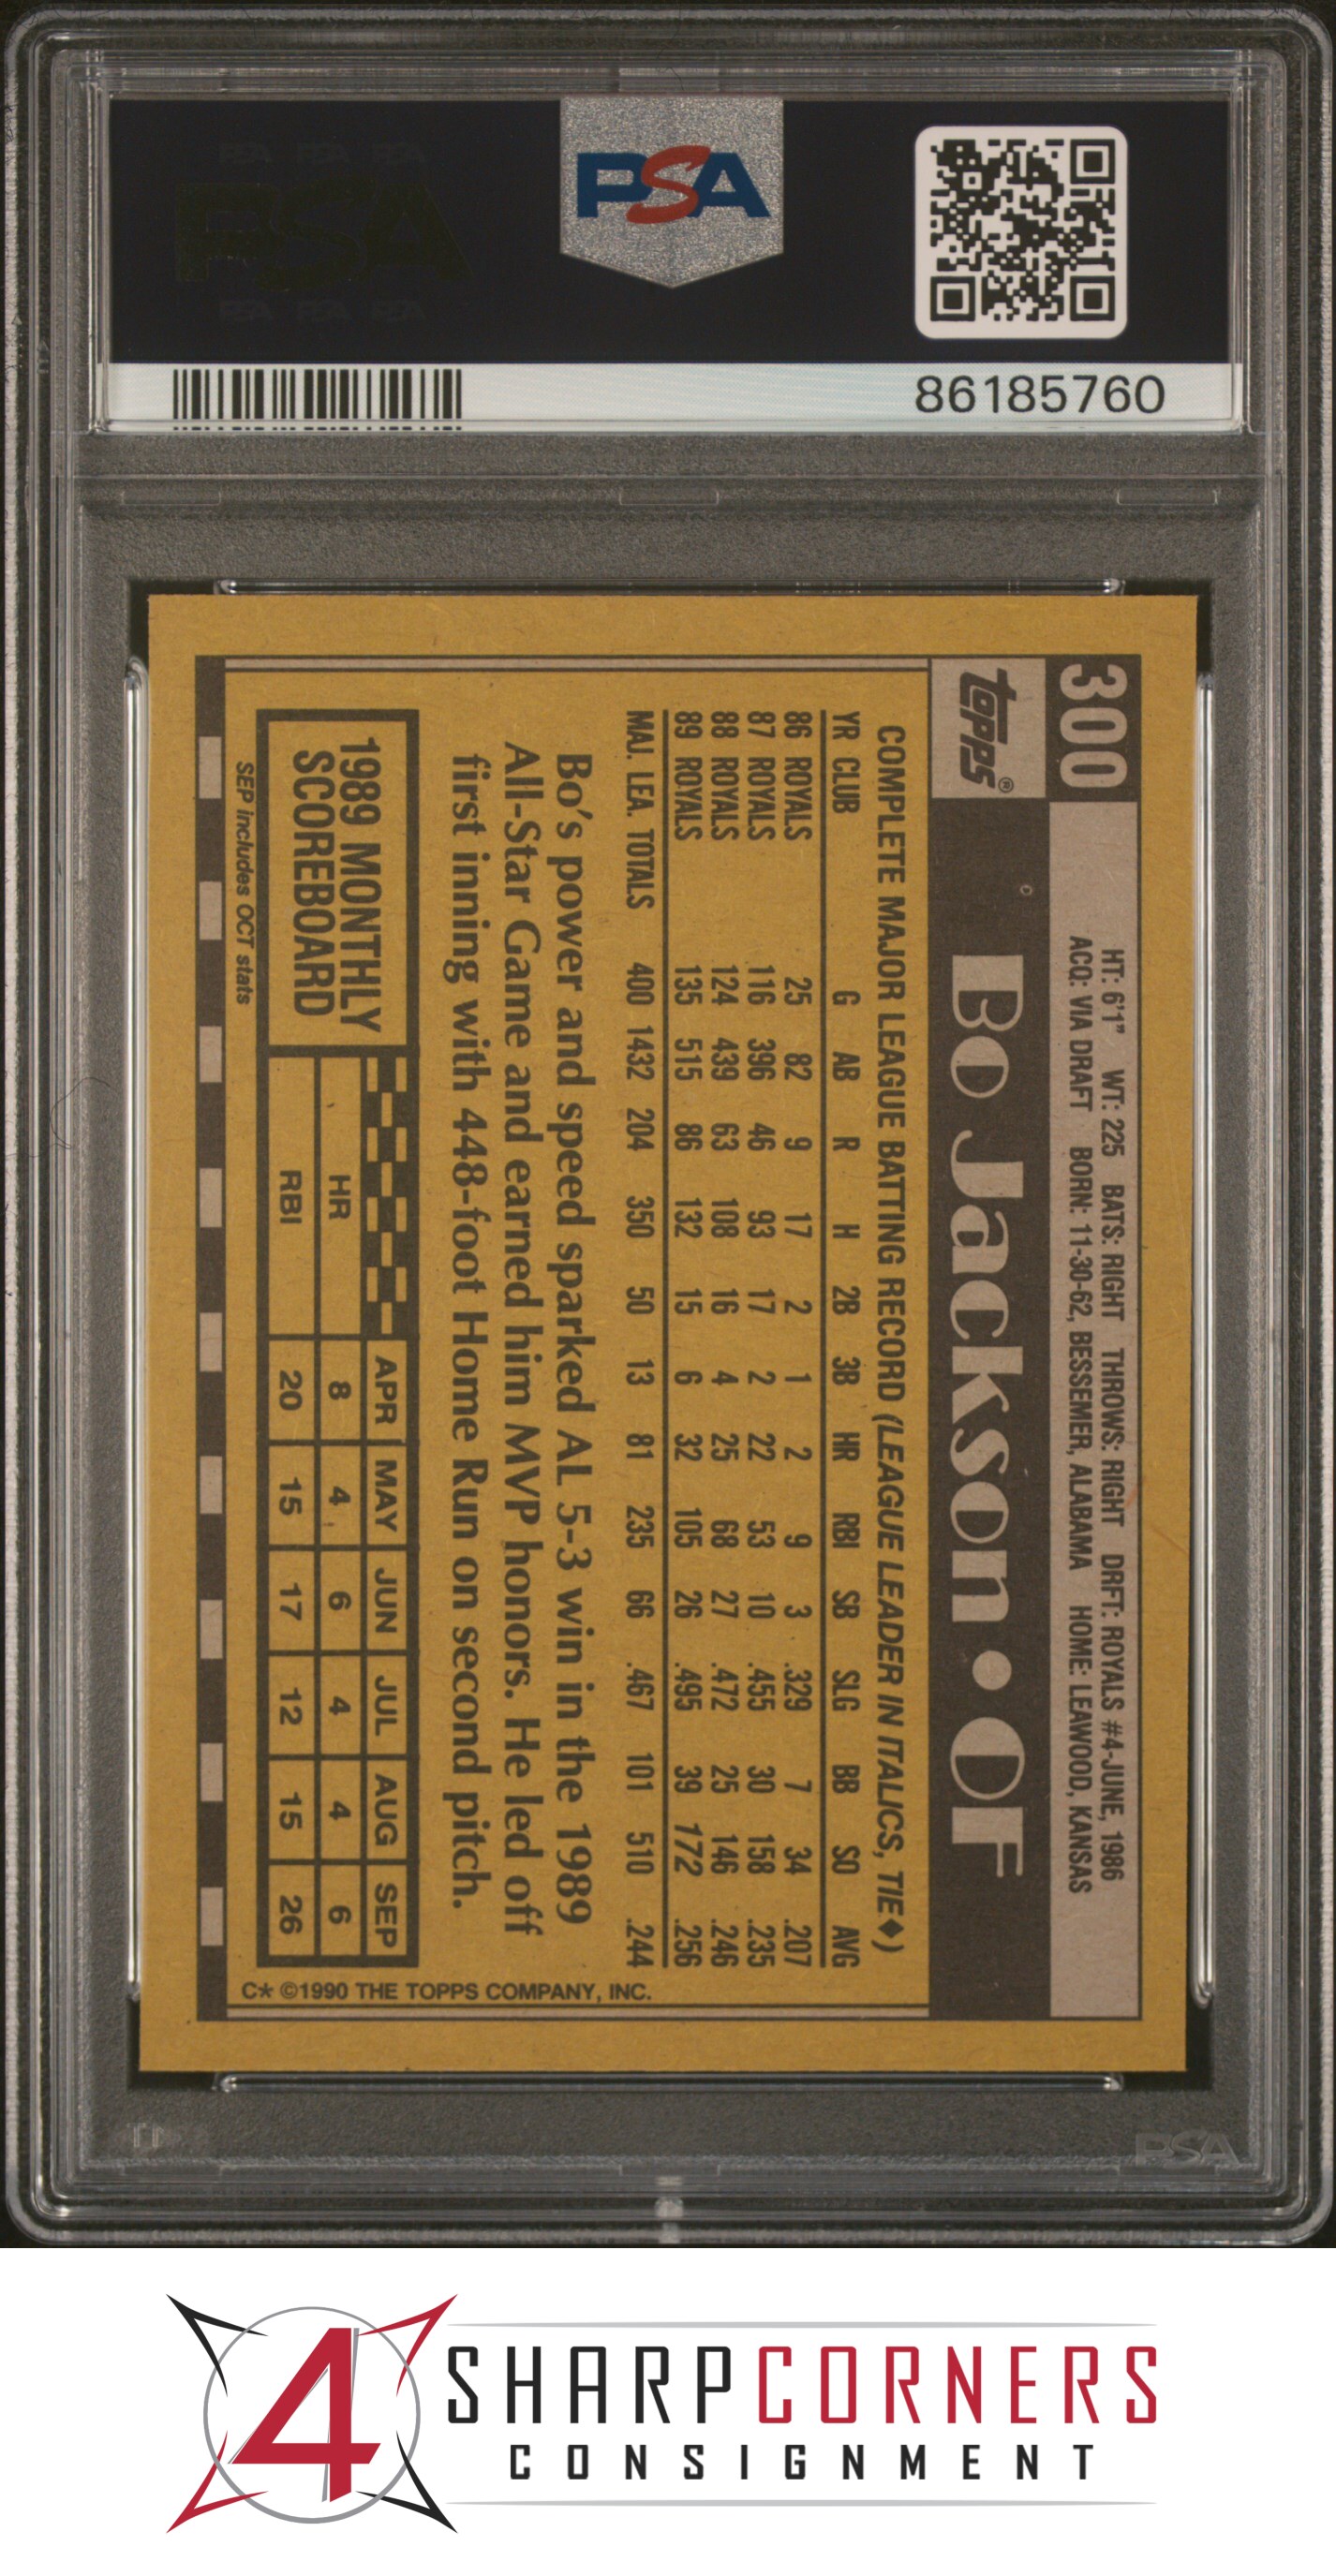 PSA PSA PSA
PSA
PSA PSA PSA
PSA
86185760
300
HT: 6'1" WT: 225 BATS: RIGHT THROWS: RIGHT DRFT: ROYALS #4-JUNE, 1986
ACQ: VIA DRAFT BORN: 11-30-62, BESSEMER, ALABAMA HOME: LEAWOOD, KANSAS
topps®
©
BO JACKSON • OF
COMPLETE MAJOR LEAGUE BATTING RECORD (LEAGUE LEADER IN ITALICS, TIE◆)
YR CLUB G AB R H 2B 3B HR RBI SB SLG BB SO AVG
86 ROYALS 25 82 9 17 2 1 2 9 3 .329 7 34 .207
87 ROYALS 116 396 46 93 17 2 22 53 10 .455 30 158 .235
88 ROYALS 124 439 63 108 16 4 25 68 27 .472 25 146 .246
89 ROYALS 135 515 86 132 15 6 32 105 26 .495 39 172 .256
MAJ. LEA. TOTALS 400 1432 204 350 50 13 81 235 66 .467 101 510 .244
Bo's power and speed sparked AL 5-3 win in the 1989
All-Star Game and earned him MVP honors. He led off
first inning with 448-foot Home Run on second pitch.
1989 MONTHLY
SCOREBOARD
APR MAY JUN JUL AUG SEP
HR 8 4 6 4 4 6
RBI 20 15 17 12 15 26
SEP includes OCT stats
C* ©1990 THE TOPPS COMPANY, INC.
PSA
4
SHARPCORNERS
CONSIGNMENT